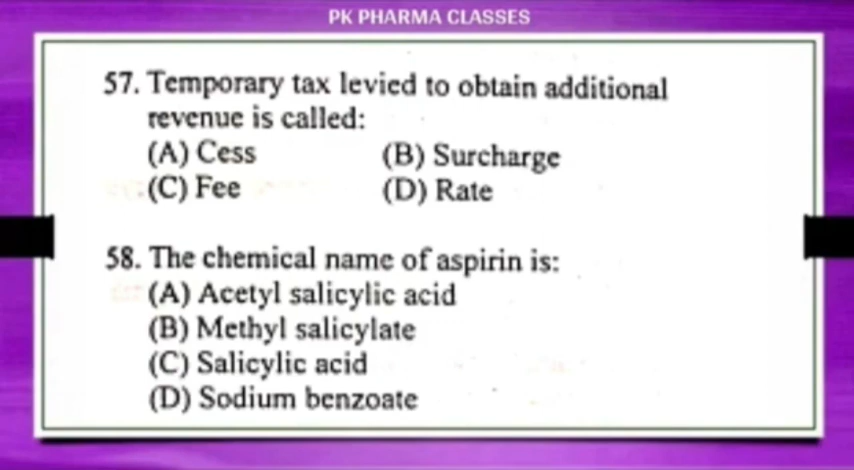 PK PHARMA CLASSES
57. Temporary tax levied to obtain additional
revenue is called:
(A) Cess (B) Surcharge
(C) Fee (D) Rate
58. The chemical name of aspirin is:
(A) Acetyl salicylic acid
(B) Methyl salicylate
(C) Salicylic acid
(D) Sodium benzoate